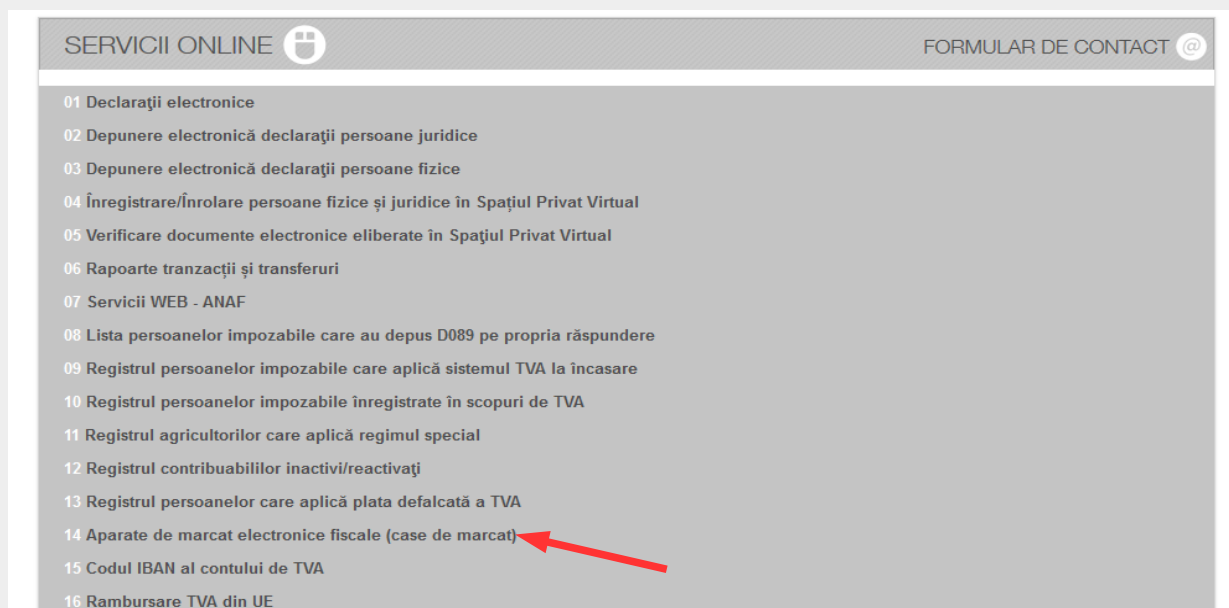 SERVICII ONLINE
FORMULAR DE CONTACT @
01 Declaraţii electronice
02 Depunere electronică declaraţii persoane juridice
03 Depunere electronică declaraţii persoane fizice
04 Înregistrare/Înrolare persoane fizice și juridice în Spațiul Privat Virtual
05 Verificare documente electronice eliberate în Spaţiul Privat Virtual
06 Rapoarte tranzacții și transferuri
07 Servicii WEB - ANAF
08 Lista persoanelor impozabile care au depus D089 pe propria răspundere
09 Registrul persoanelor impozabile care aplică sistemul TVA la încasare
10 Registrul persoanelor impozabile înregistrate în scopuri de TVA
11 Registrul agricultorilor care aplică regimul special
12 Registrul contribuabililor inactivi/reactivaţi
13 Registrul persoanelor care aplică plata defalcată a TVA
14 Aparate de marcat electronice fiscale (case de marcat)
15 Codul IBAN al contului de TVA
16 Rambursare TVA din UE